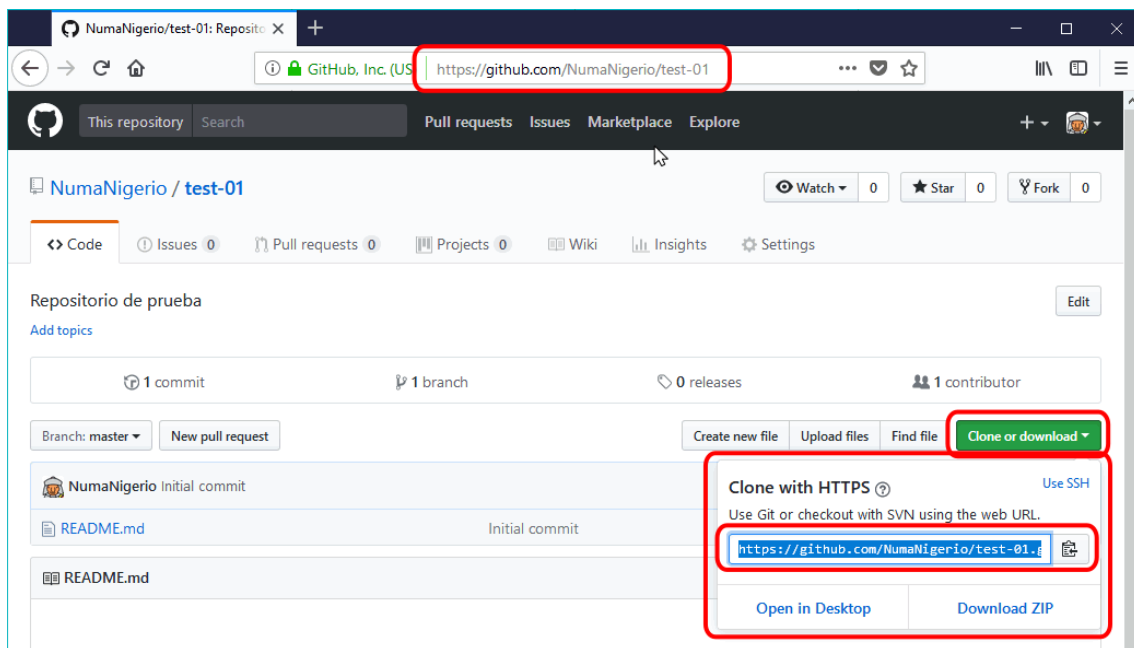 NumaNigerio/test-01: Reposito
GitHub, Inc. (US https://github.com/NumaNigerio/test-01
This repository Search Pull requests Issues Marketplace Explore
NumaNigerio / test-01 Watch 0 Star 0 Fork 0
Code Issues 0 Pull requests 0 Projects 0 Wiki Insights Settings
Repositorio de prueba Edit
Add topics
1 commit 1 branch 0 releases 1 contributor
Branch: master New pull request Create new file Upload files Find file Clone or download
NumaNigerio Initial commit
README.md Initial commit
README.md
Clone with HTTPS ? Use SSH
Use Git or checkout with SVN using the web URL.
https://github.com/NumaNigerio/test-01.g
Open in Desktop Download ZIP